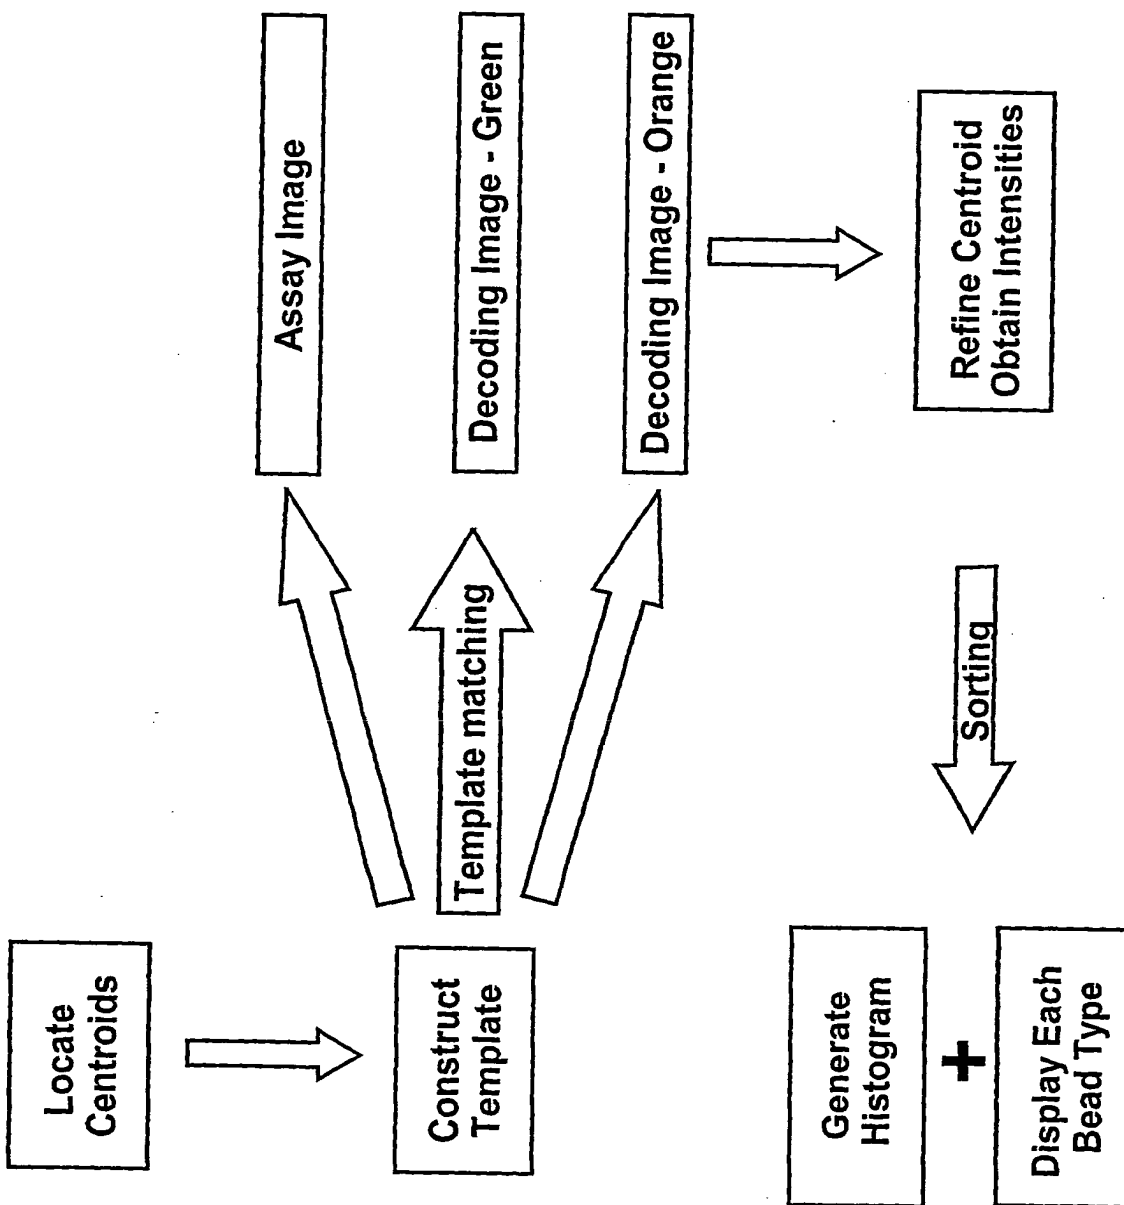 Locate
Centroids
Construct
Template
Template matching
Assay Image
Decoding Image - Green
Decoding Image - Orange
Refine Centroid
Obtain Intensities
Sorting
Generate
Histogram
+
Display Each
Bead Type